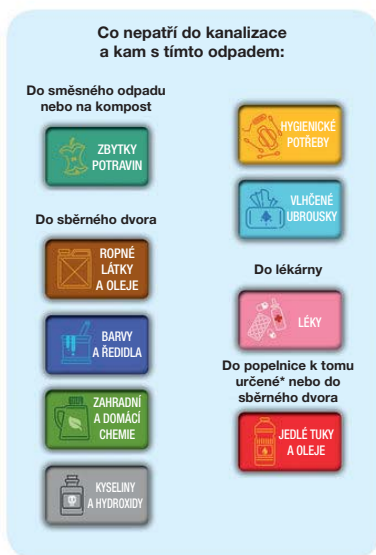 Co nepatří do kanalizace
a kam s tímto odpadem:
Do směsného odpadu
nebo na kompost
ZBYTKY
POTRAVIN
Do sběrného dvora
ROPNÉ
LÁTKY
A OLEJE
BARVY
A ŘEDIDLA
ZAHRADNÍ
A DOMÁCÍ
CHEMIE
KYSELINY
A HYDROXIDY
HYGIENICKÉ
POTŘEBY
VLHČENÉ
UBROUSKY
Do lékárny
LÉKY
Do popelnice k tomu
určené* nebo do
sběrného dvora
JEDLÉ TUKY
A OLEJE